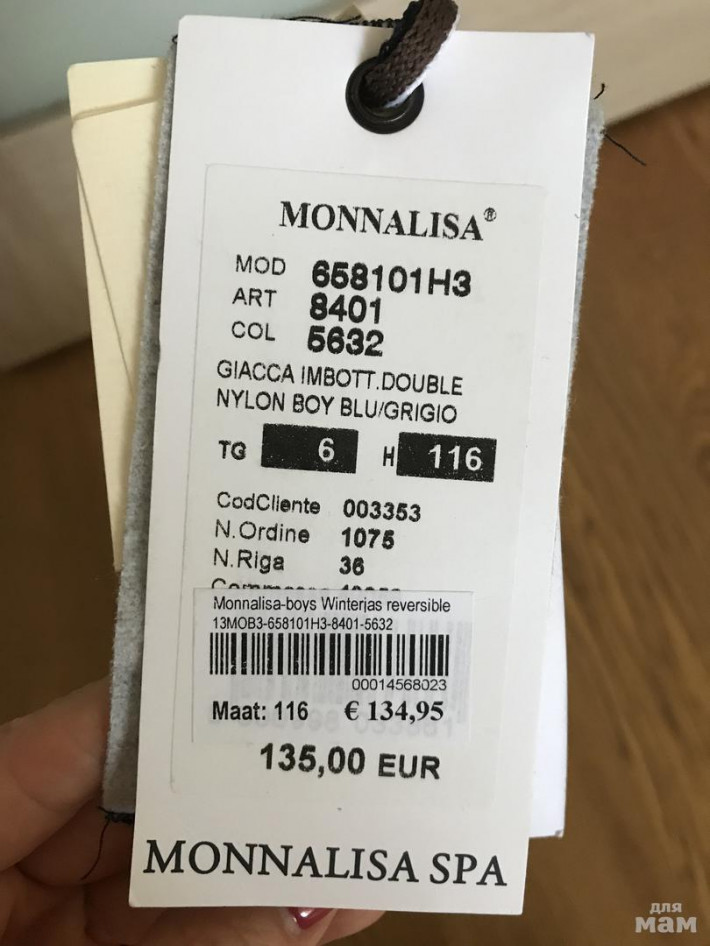 MONNALISA®
MOD 658101H3
ART 8401
COL 5632
GIACCA IMBOTT.DOUBLE
NYLON BOY BLU/GRIGIO
TG 6 H 116
CodCliente 003353
N.Ordine 1075
N.Riga 36
Monnalisa-boys Winterjas reversible
13MOB3-658101H3-8401-5632
00014568023
Maat: 116 € 134,95
135,00 EUR
MONNALISA SPA
для
мам